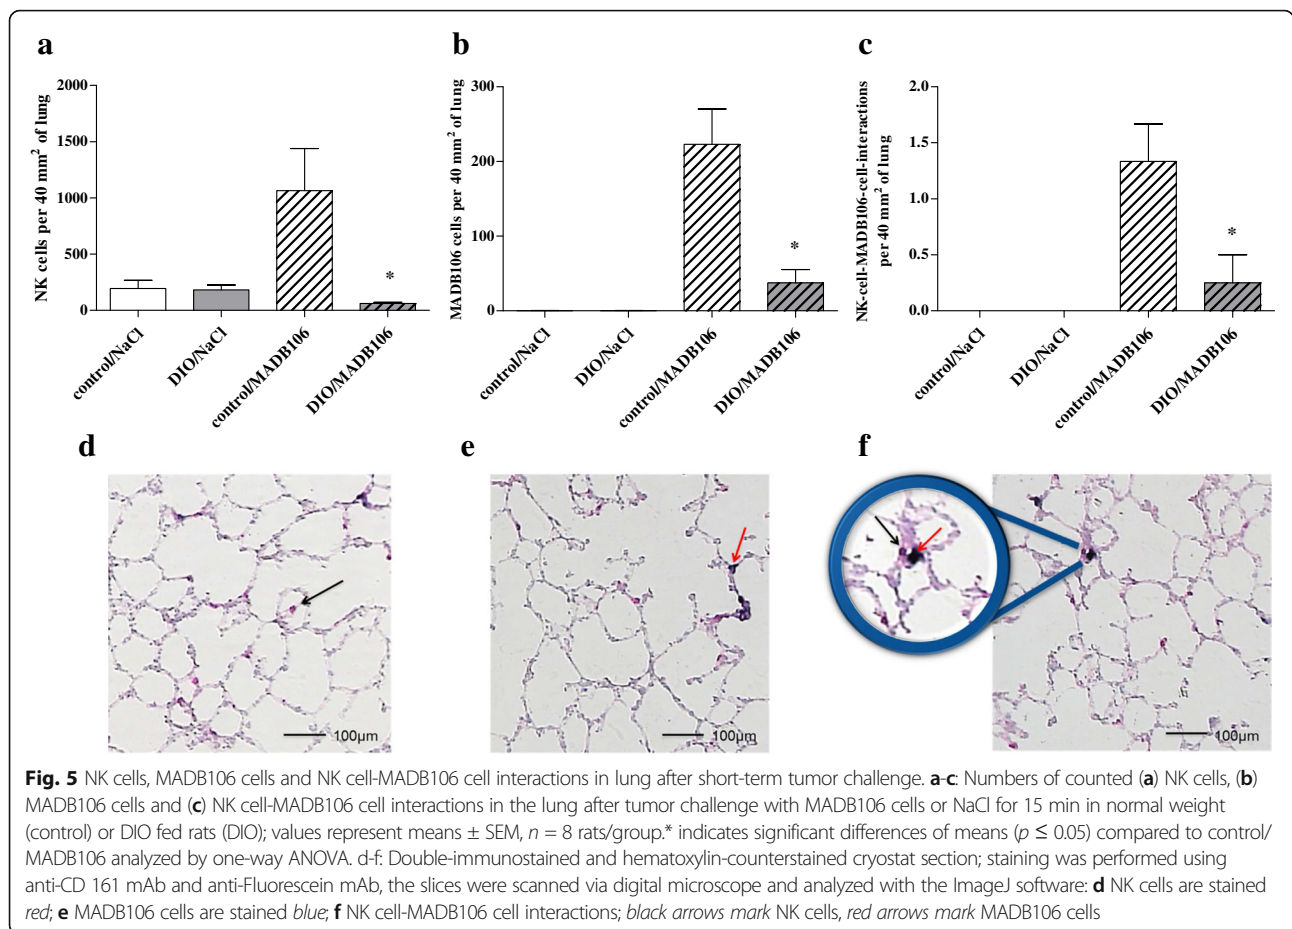 a
b
c
NK cells per 40 mm² of lung
2000
1500
1000
500
0
*
control/NaCl
DIO/NaCl
control/MADB106
DIO/MADB106
MADB106 cells per 40 mm² of lung
300
200
100
0
*
control/NaCl
DIO/NaCl
control/MADB106
DIO/MADB106
NK-cell-MADB106-cell-interactions
per 40 mm² of lung
2.0
1.5
1.0
0.5
0.0
*
control/NaCl
DIO/NaCl
control/MADB106
DIO/MADB106
d
e
f
100µm
100µm
100µm
Fig. 5 NK cells, MADB106 cells and NK cell-MADB106 cell interactions in lung after short-term tumor challenge. a-c: Numbers of counted (a) NK cells, (b)
MADB106 cells and (c) NK cell-MADB106 cell interactions in the lung after tumor challenge with MADB106 cells or NaCl for 15 min in normal weight
(control) or DIO fed rats (DIO); values represent means ± SEM, n = 8 rats/group.* indicates significant differences of means (p ≤ 0.05) compared to control/
MADB106 analyzed by one-way ANOVA. d-f: Double-immunostained and hematoxylin-counterstained cryostat section; staining was performed using
anti-CD 161 mAb and anti-Fluorescein mAb, the slices were scanned via digital microscope and analyzed with the ImageJ software: d NK cells are stained
red; e MADB106 cells are stained blue; f NK cell-MADB106 cell interactions; black arrows mark NK cells, red arrows mark MADB106 cells